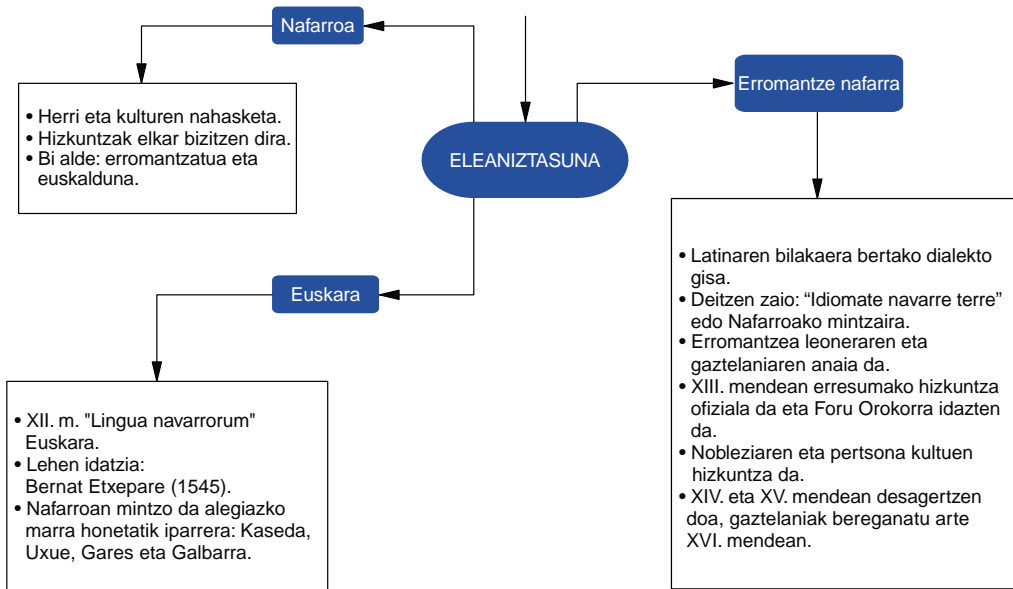 Nafarroa
• Herri eta kulturen nahasketa.
• Hizkuntzak elkar bizitzen dira.
• Bi alde: erromantzatua eta
euskalduna.
ELEANIZTASUNA
Erromantze nafarra
• Latinaren bilakaera bertako dialekto
gisa.
• Deitzen zaio: “Idiomate navarre terre”
edo Nafarroako mintzaira.
• Erromantzea leoneraren eta
gaztelaniaren anaia da.
• XIII. mendean erresumako hizkuntza
ofiziala da eta Foru Orokorra idazten
da.
• Nobleziaren eta pertsona kultuen
hizkuntza da.
• XIV. eta XV. mendean desagertzen
doa, gaztelaniak bereganatu arte
XVI. mendean.
Euskara
• XII. m. "Lingua navarrorum"
Euskara.
• Lehen idatzia:
Bernat Etxepare (1545).
• Nafarroan mintzo da alegiazko
marra honetatik iparrera: Kaseda,
Uxue, Gares eta Galbarra.